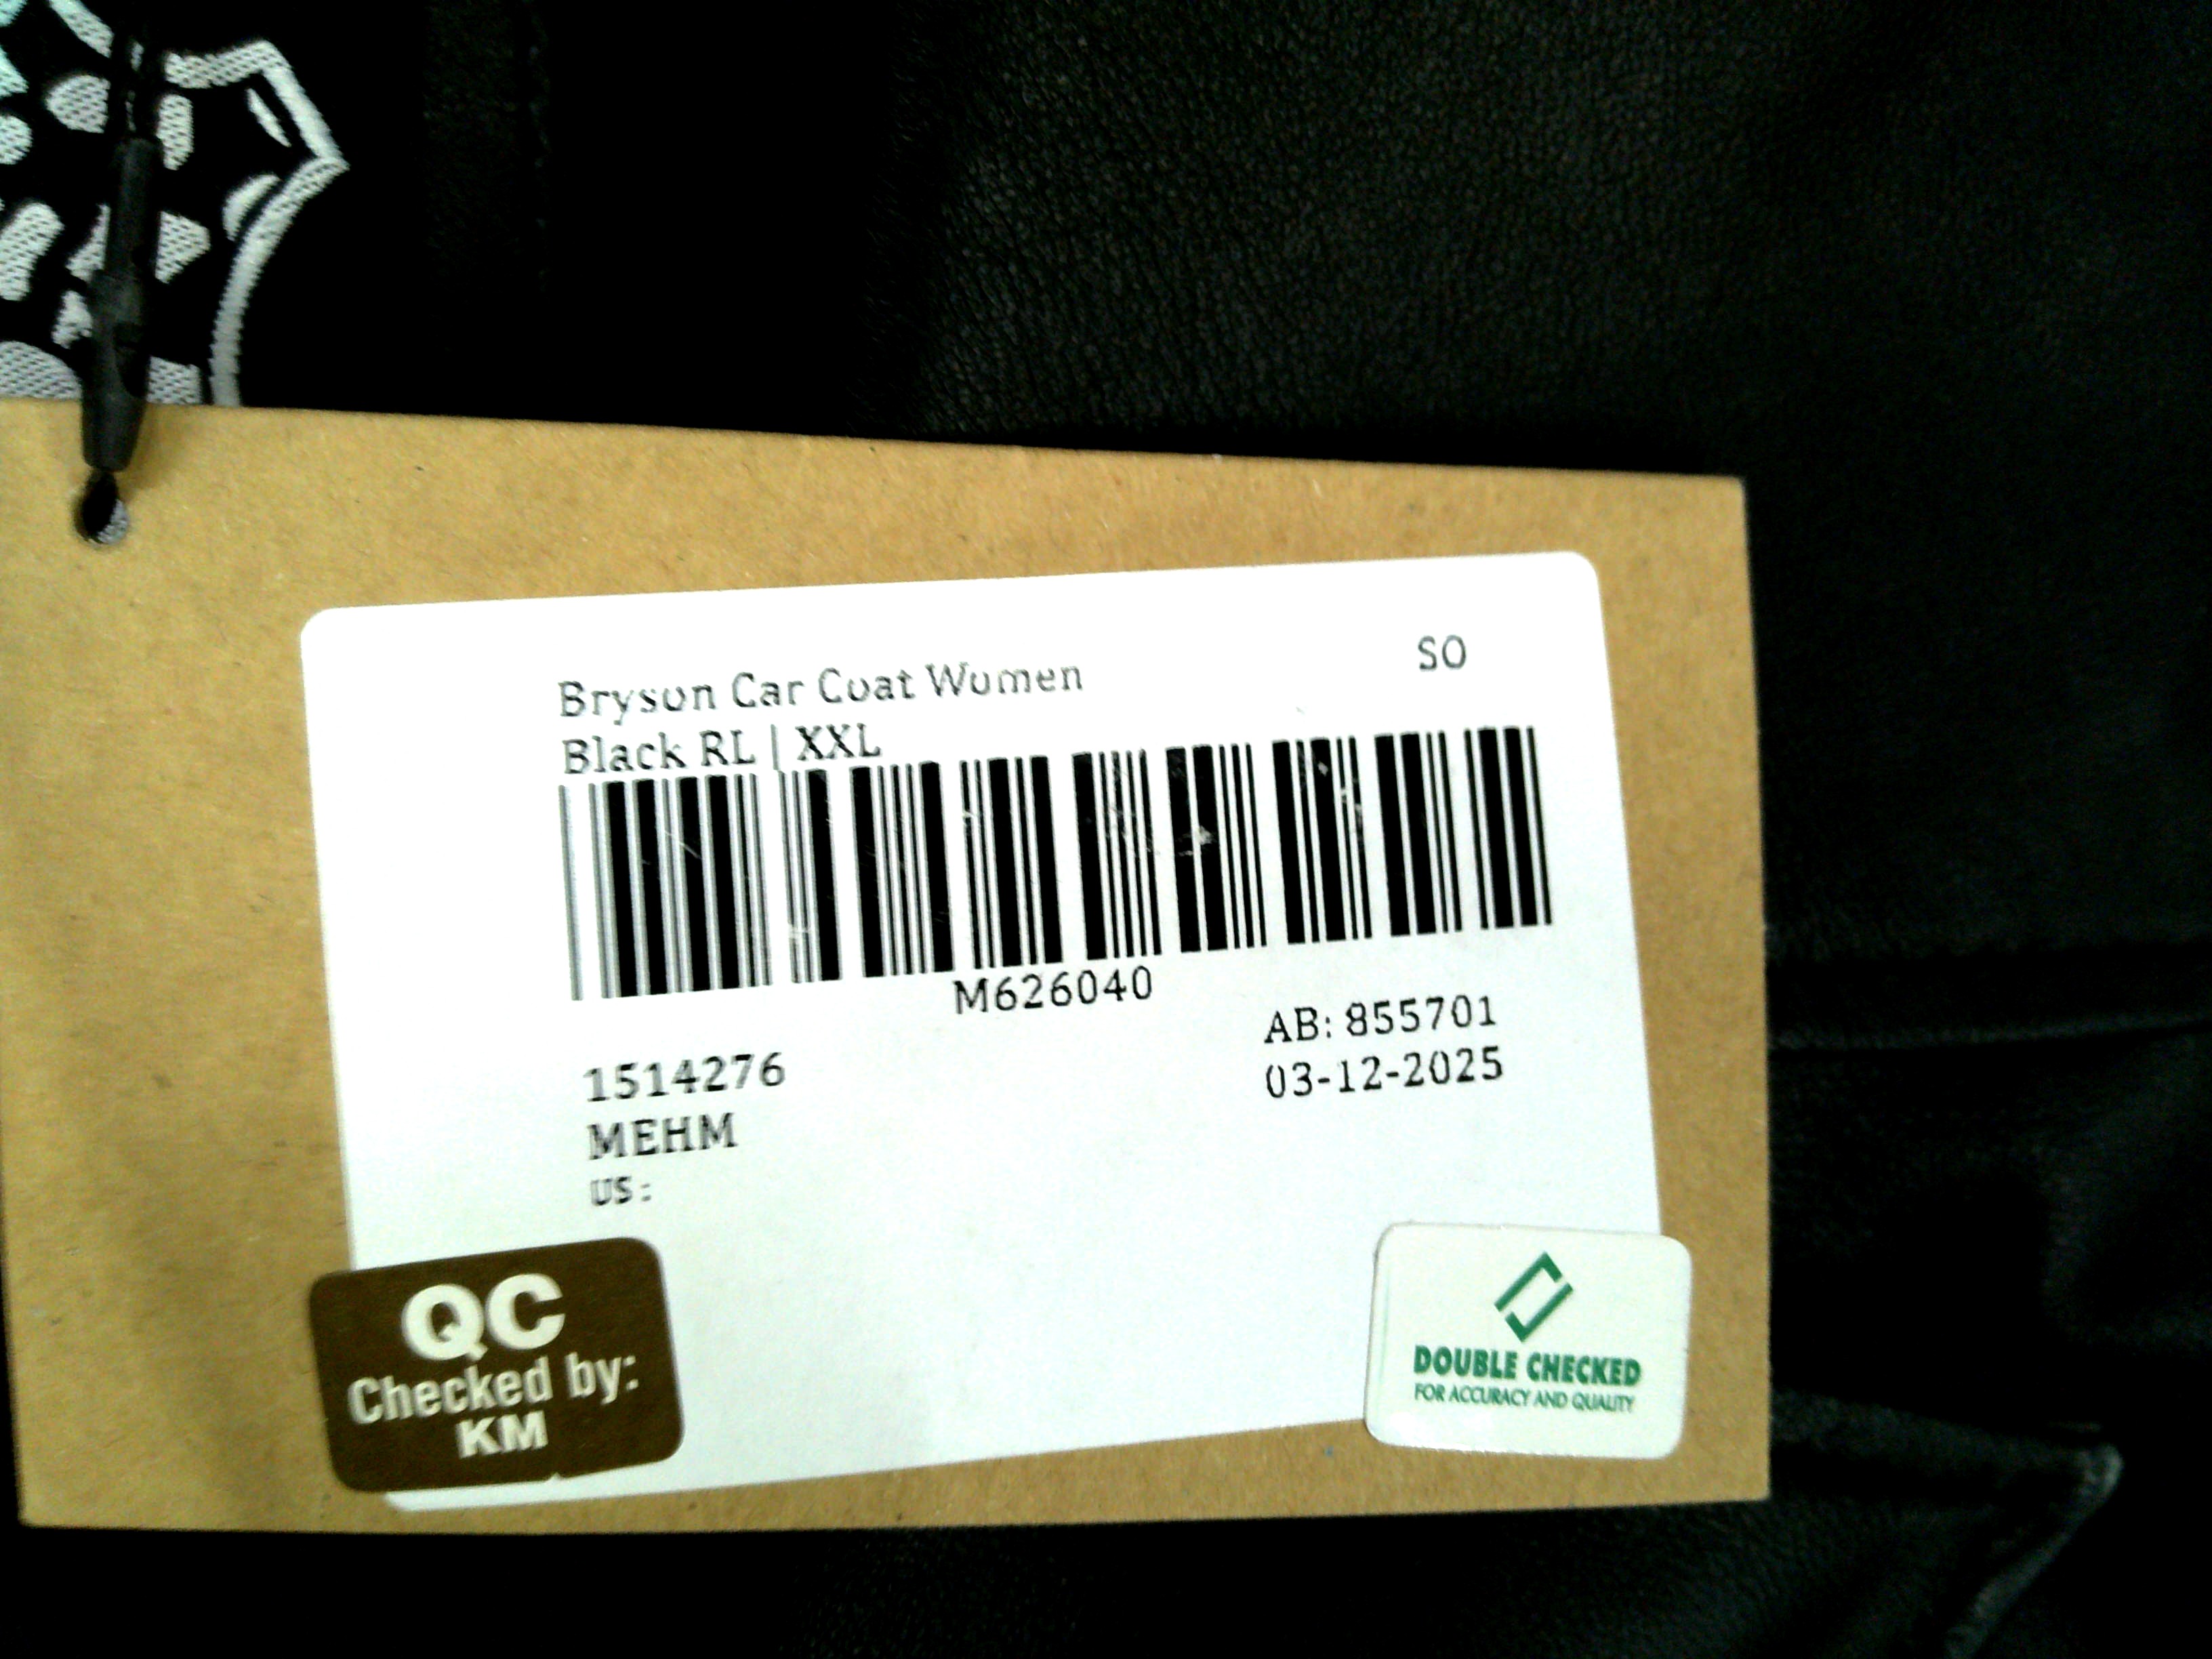 Bryson Car Coat Women SO
Black RL | XXL
M626040
AB: 855701
1514276
03-12-2025
MEHM
US:
QC
Checked by:
KM
DOUBLE CHECKED
FOR ACCURACY AND QUALITY